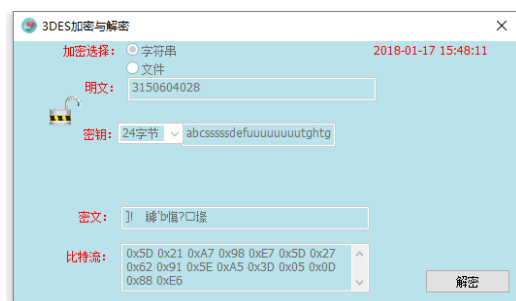 3DES加密与解密
加密选择： 字符串 2018-01-17 15:48:11
文件
明文： 3150604028
密钥： 24字节 abcsssssdefuuuuuuuutghtg
密文：
比特流： 0x5D 0x21 0xA7 0x98 0xE7 0x5D 0x27
0x62 0x91 0x5E 0xA5 0x3D 0x05 0x0D
0x88 0xE6
解密